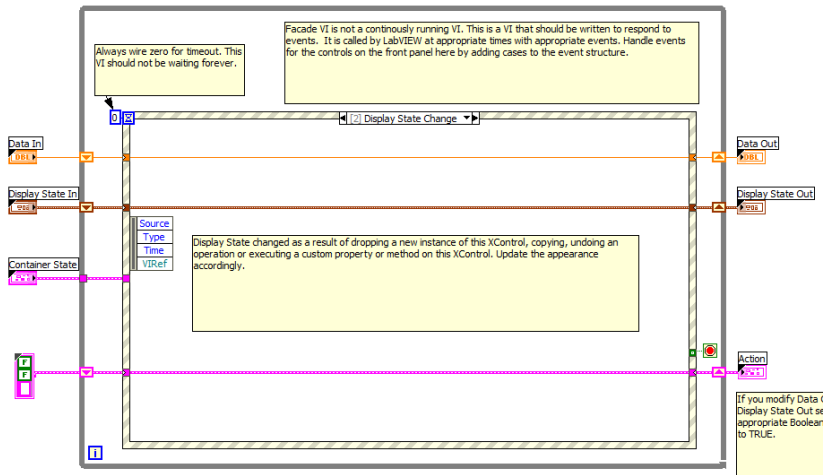 Facade VI is not a continously running VI. This is a VI that should be written to respond to
events. It is called by LabVIEW at appropriate times with appropriate events. Handle events
for the controls on the front panel here by adding cases to the event structure.
Always wire zero for timeout. This
VI should not be waiting forever.
0
[2] Display State Change
Data In
DBL
Data Out
DBL
Display State In
Display State Out
Source
Type
Time
VIRef
Display State changed as a result of dropping a new instance of this XControl, copying, undoing an
operation or executing a custom property or method on this XControl. Update the appearance
accordingly.
Container State
F
F
Action
If you modify Data
Display State Out se
appropriate Boolean
to TRUE.
i